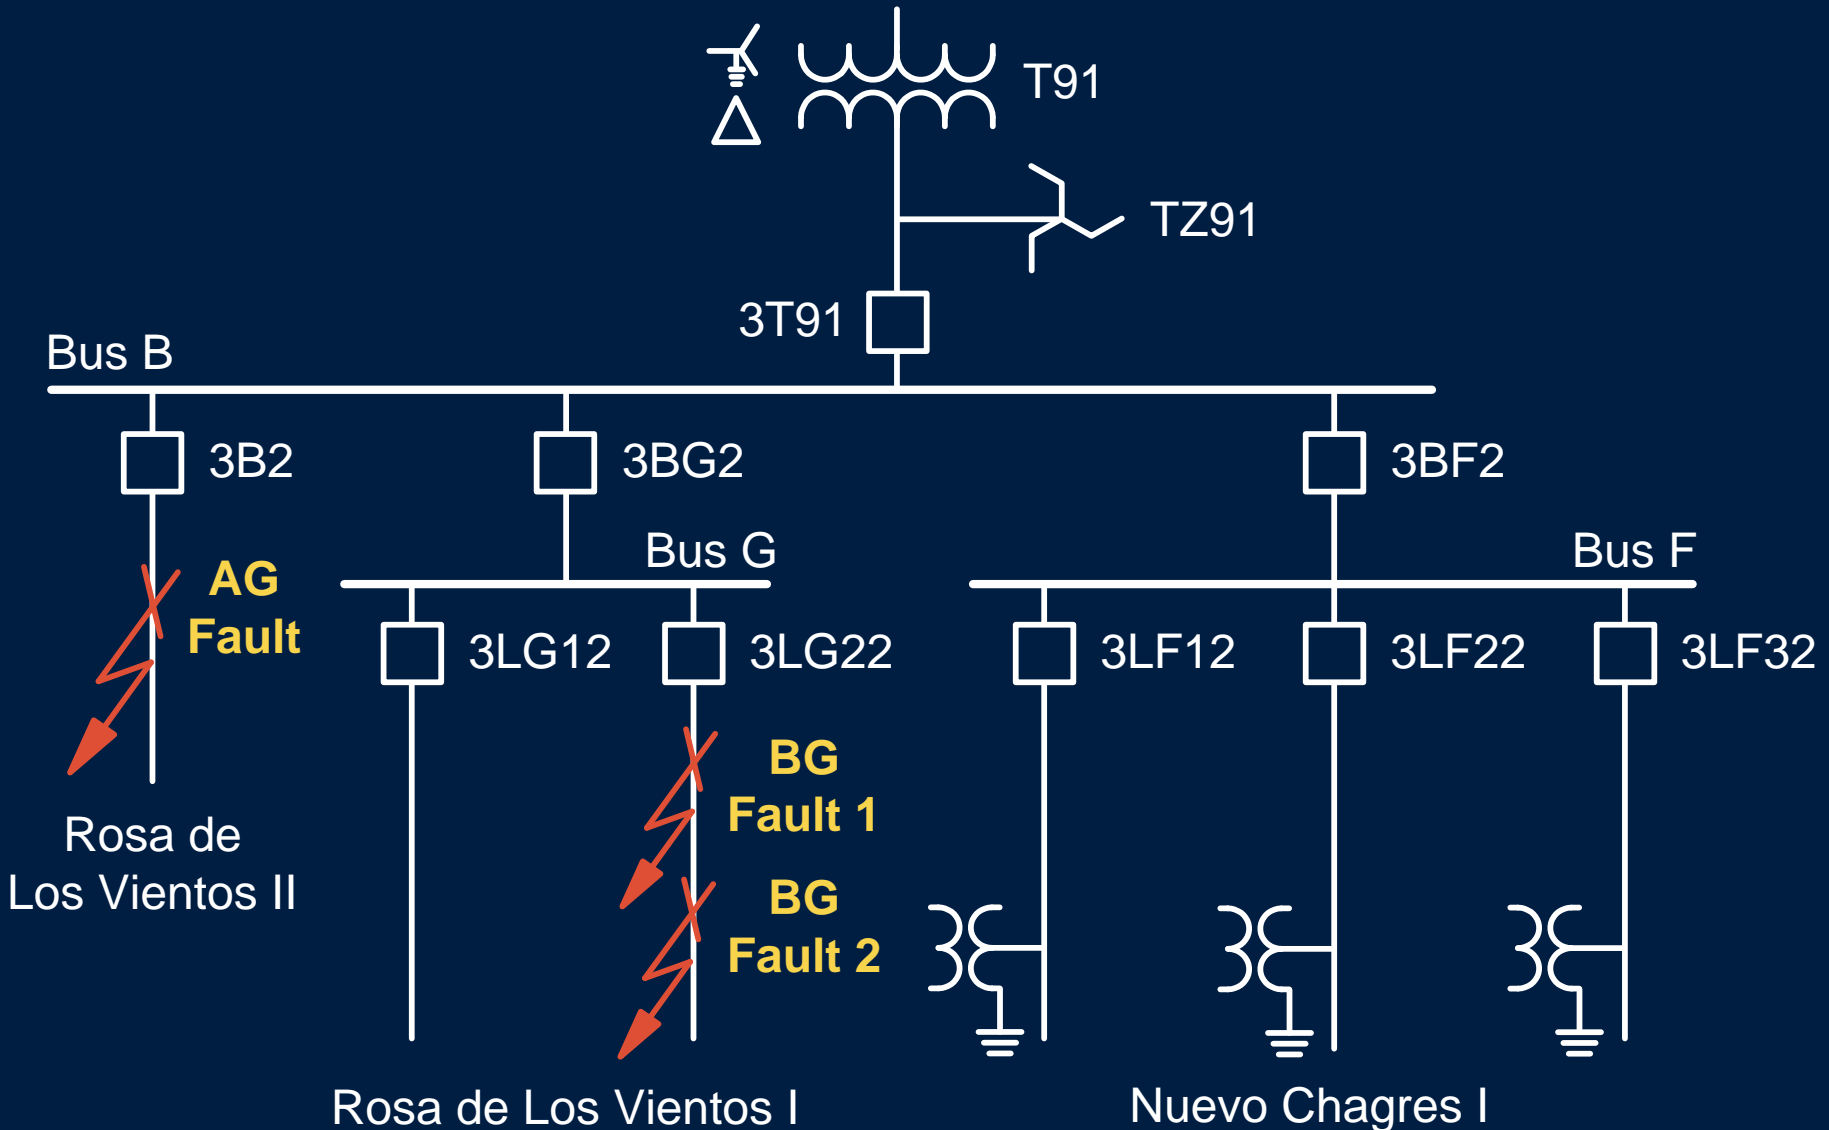 T91
TZ91
3T91
Bus B
3B2
3BG2
3BF2
Bus G
Bus F
AG
Fault
3LG12
3LG22
3LF12
3LF22
3LF32
BG
Fault 1
Rosa de
Los Vientos II
BG
Fault 2
Rosa de Los Vientos I
Nuevo Chagres I